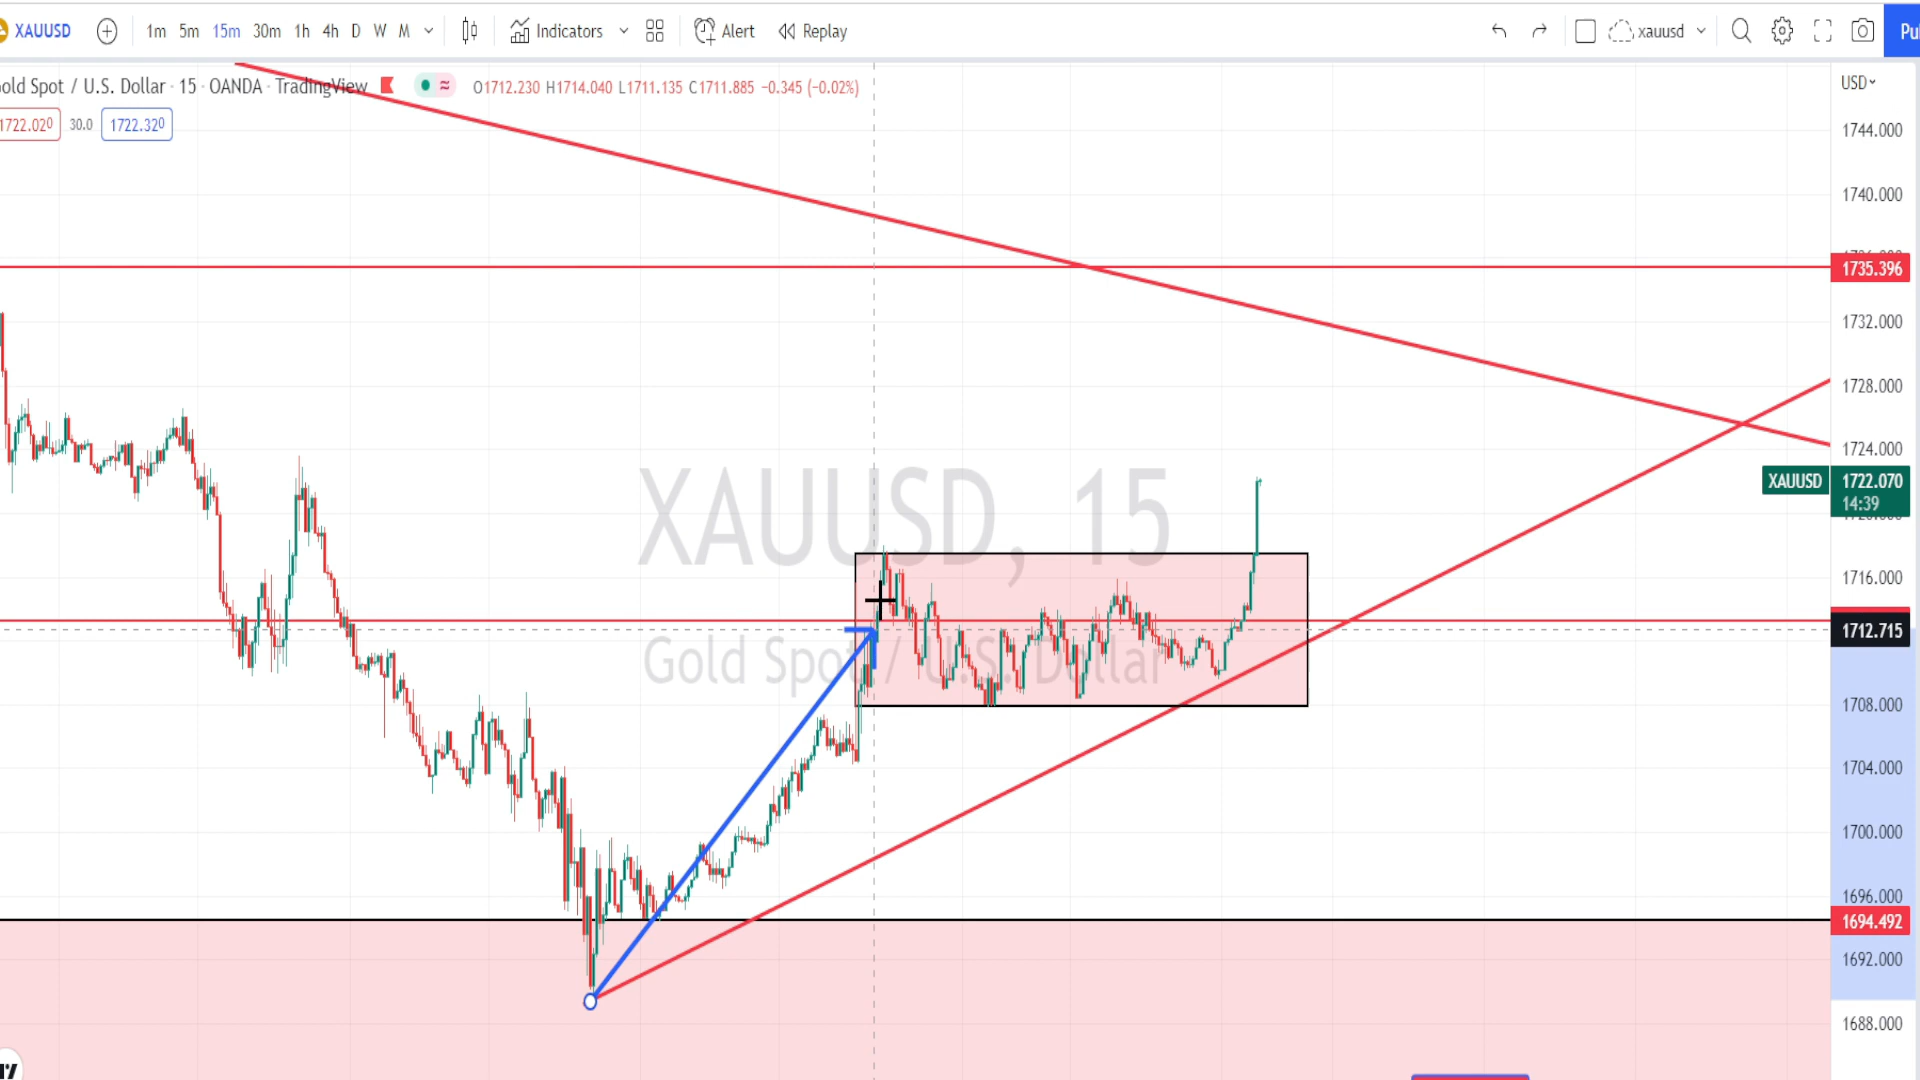 XAUUSD 1m 5m 15m 30m 1h 4h D W M Indicators Alert Replay xauusd Pu
old Spot / U.S. Dollar · 15 · OANDA · TradingView O1712.230 H1714.040 L1711.135 C1711.885 −0.345 (−0.02%) USD
1722.020 30.0 1722.320
1744.000
1740.000
1735.396
1732.000
1728.000
1724.000
XAUUSD 1722.070
14:39
XAUUSD, 15
1716.000
1712.715
Gold Spot / U.S. Dollar
1708.000
1704.000
1700.000
1696.000
1694.492
1692.000
1688.000